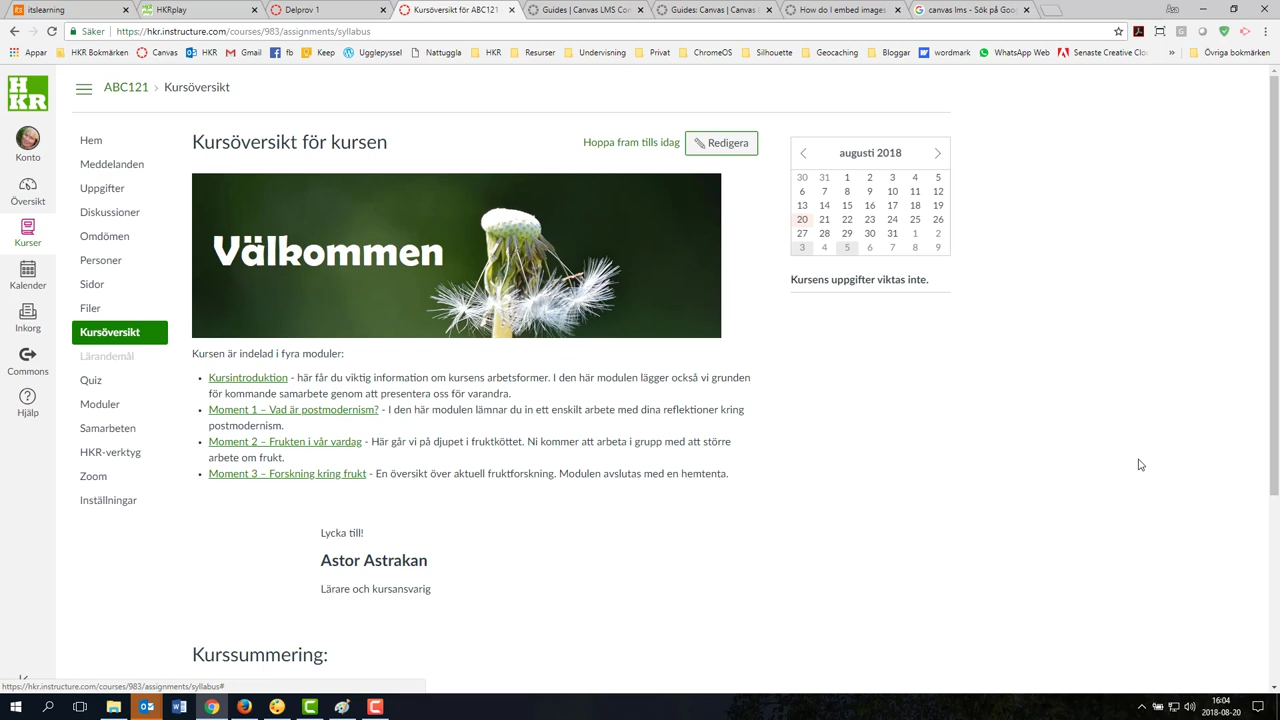 itslearning
HKRplay
Delprov 1
Kursöversikt för ABC121
Guides | Canvas LMS Com
Guides: Canvas | Canvas L
How do I embed images
canvas lms - Sök på Goog
Säker
https://hkr.instructure.com/courses/983/assignments/syllabus
Appar
HKR Bokmärken
Canvas
HKR
Gmail
fb
Keep
Ugglepyssel
Nattuggla
HKR
Resurser
Undervisning
Privat
ChromeOS
Silhouette
Geocaching
Bloggar
wordmark
WhatsApp Web
Senaste Creative Clou
»
Övriga bokmärken
HKR
Konto
Översikt
Kurser
Kalender
Inkorg
Commons
Hjälp
ABC121 › Kursöversikt
Hem
Meddelanden
Uppgifter
Diskussioner
Omdömen
Personer
Sidor
Filer
Kursöversikt
Lärandemål
Quiz
Moduler
Samarbeten
HKR-verktyg
Zoom
Inställningar
Kursöversikt för kursen
Hoppa fram tills idag
Redigera
Välkommen
Kursen är indelad i fyra moduler:
• Kursintroduktion - här får du viktig information om kursens arbetsformer. I den här modulen lägger också vi grunden
för kommande samarbete genom att presentera oss för varandra.
• Moment 1 – Vad är postmodernism? - I den här modulen lämnar du in ett enskilt arbete med dina reflektioner kring
postmodernism.
• Moment 2 – Frukten i vår vardag - Här går vi på djupet i fruktköttet. Ni kommer att arbeta i grupp med att större
arbete om frukt.
• Moment 3 – Forskning kring frukt - En översikt över aktuell fruktforskning. Modulen avslutas med en hemtenta.
Lycka till!
Astor Astrakan
Lärare och kursansvarig
Kurssummering:
augusti 2018
30 31 1 2 3 4 5
6 7 8 9 10 11 12
13 14 15 16 17 18 19
20 21 22 23 24 25 26
27 28 29 30 31 1 2
3 4 5 6 7 8 9
Kursens uppgifter viktas inte.
https://hkr.instructure.com/courses/983/assignments/syllabus#
16:04
2018-08-20